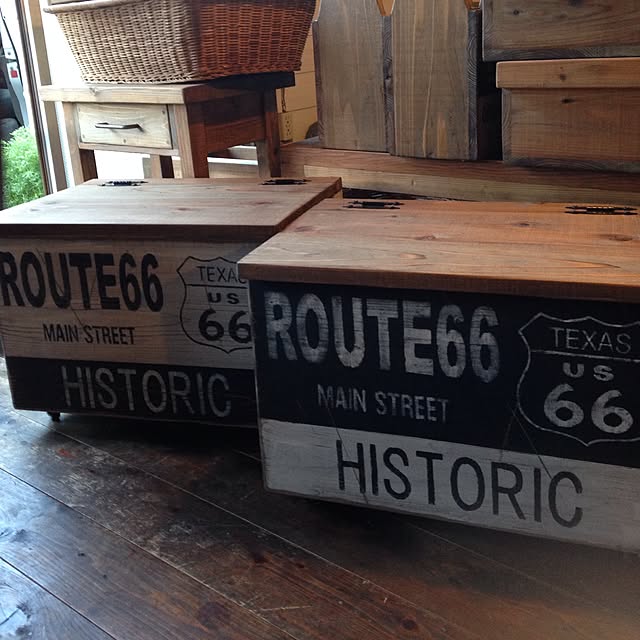 ROUTE66
MAIN STREET
TEXAS
US
66
HISTORIC
ROUTE66
MAIN STREET
TEXAS
US
66
HISTORIC